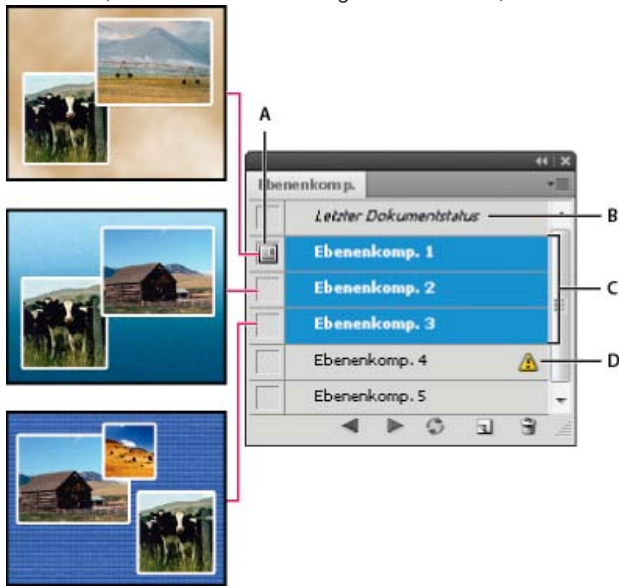 A
Ebenenkomp.
Letzter Dokumentstatus
B
Ebenenkomp. 1
Ebenenkomp. 2
C
Ebenenkomp. 3
Ebenenkomp. 4
D
Ebenenkomp. 5